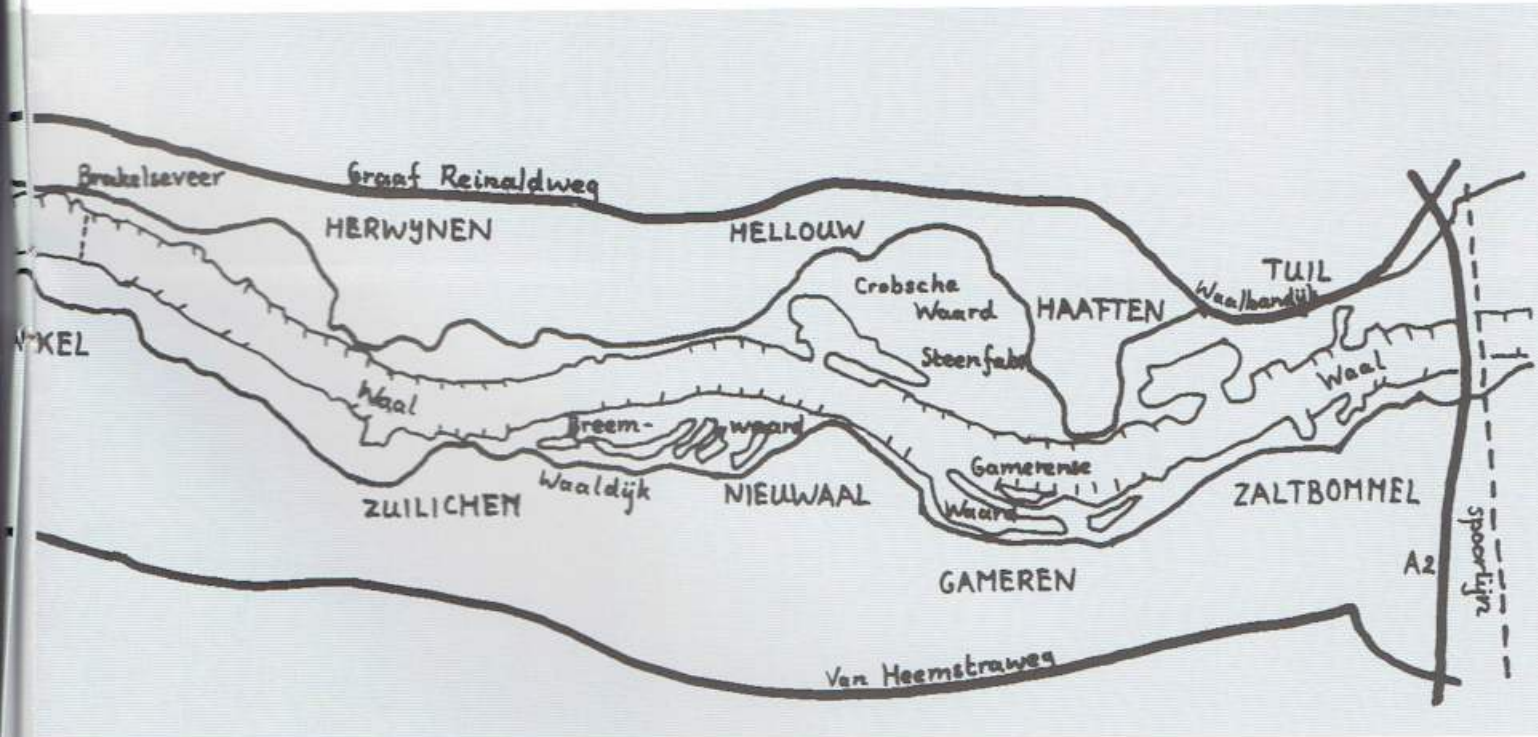 Brakelseveer
Graaf Reinaldweg
HERWYNEN
HELLOUW
TUIL
Crobsche
Waard
HAAFTEN
Waalbandijk
Steenfabr
KEL
Waal
Waal
Breem-
waard
Waaldijk
NIEUWAAL
ZUILICHEM
Gamerense
Waard
ZALTBOMMEL
GAMEREN
A2
Spoorlijn
Van Heemstraweg